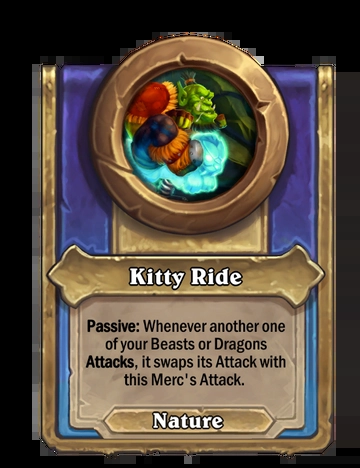 Kitty Ride
Passive: Whenever another one
of your Beasts or Dragons
Attacks, it swaps its Attack with
this Merc's Attack.
Nature